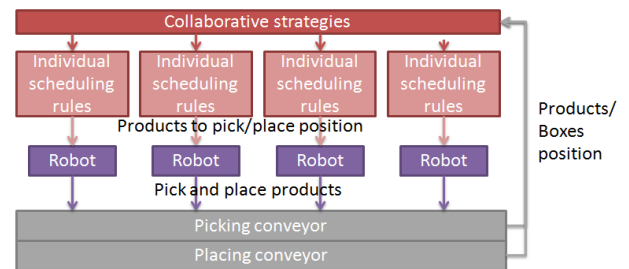 Collaborative strategies
Individual scheduling rules
Individual scheduling rules
Individual scheduling rules
Individual scheduling rules
Products to pick/place position
Robot
Robot
Robot
Robot
Pick and place products
Picking conveyor
Placing conveyor
Products/
Boxes
position